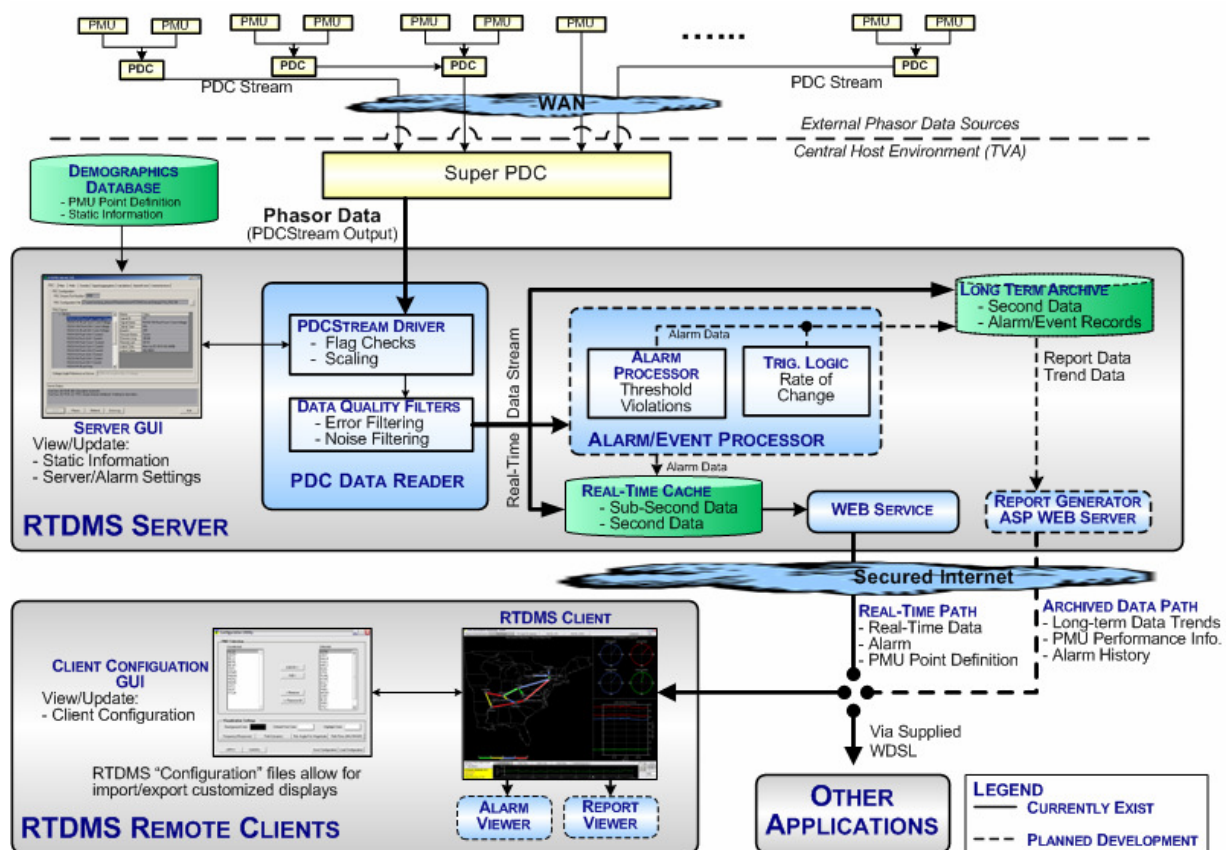 PMU PMU PMU PMU PMU PMU PMU PMU PMU
......
PDC PDC PDC PDC
PDC Stream
PDC Stream
WAN
External Phasor Data Sources
Central Host Environment (TVA)
Super PDC
DEMOGRAPHICS
DATABASE
- PMU Point Definition
- Static Information
Phasor Data
(PDCStream Output)
PDCSTREAM DRIVER
- Flag Checks
- Scaling
DATA QUALITY FILTERS
- Error Filtering
- Noise Filtering
PDC DATA READER
SERVER GUI
View/Update:
- Static Information
- Server/Alarm Settings
RTDMS SERVER
Real-Time Data Stream
Alarm Data
Alarm Data
ALARM
PROCESSOR
Threshold
Violations
TRIG. LOGIC
Rate of
Change
ALARM/EVENT PROCESSOR
Alarm Data
LONG TERM ARCHIVE
- Second Data
- Alarm/Event Records
Report Data
Trend Data
REAL-TIME CACHE
- Sub-Second Data
- Second Data
WEB SERVICE
REPORT GENERATOR
ASP WEB SERVER
Secured Internet
REAL-TIME PATH
- Real-Time Data
- Alarm
- PMU Point Definition
ARCHIVED DATA PATH
- Long-term Data Trends
- PMU Performance Info.
- Alarm History
RTDMS CLIENT
CLIENT CONFIGUATION
GUI
View/Update:
- Client Configuration
RTDMS "Configuration" files allow for
import/export customized displays
ALARM
VIEWER
REPORT
VIEWER
RTDMS REMOTE CLIENTS
Via Supplied
WDSL
OTHER
APPLICATIONS
LEGEND
CURRENTLY EXIST
PLANNED DEVELOPMENT